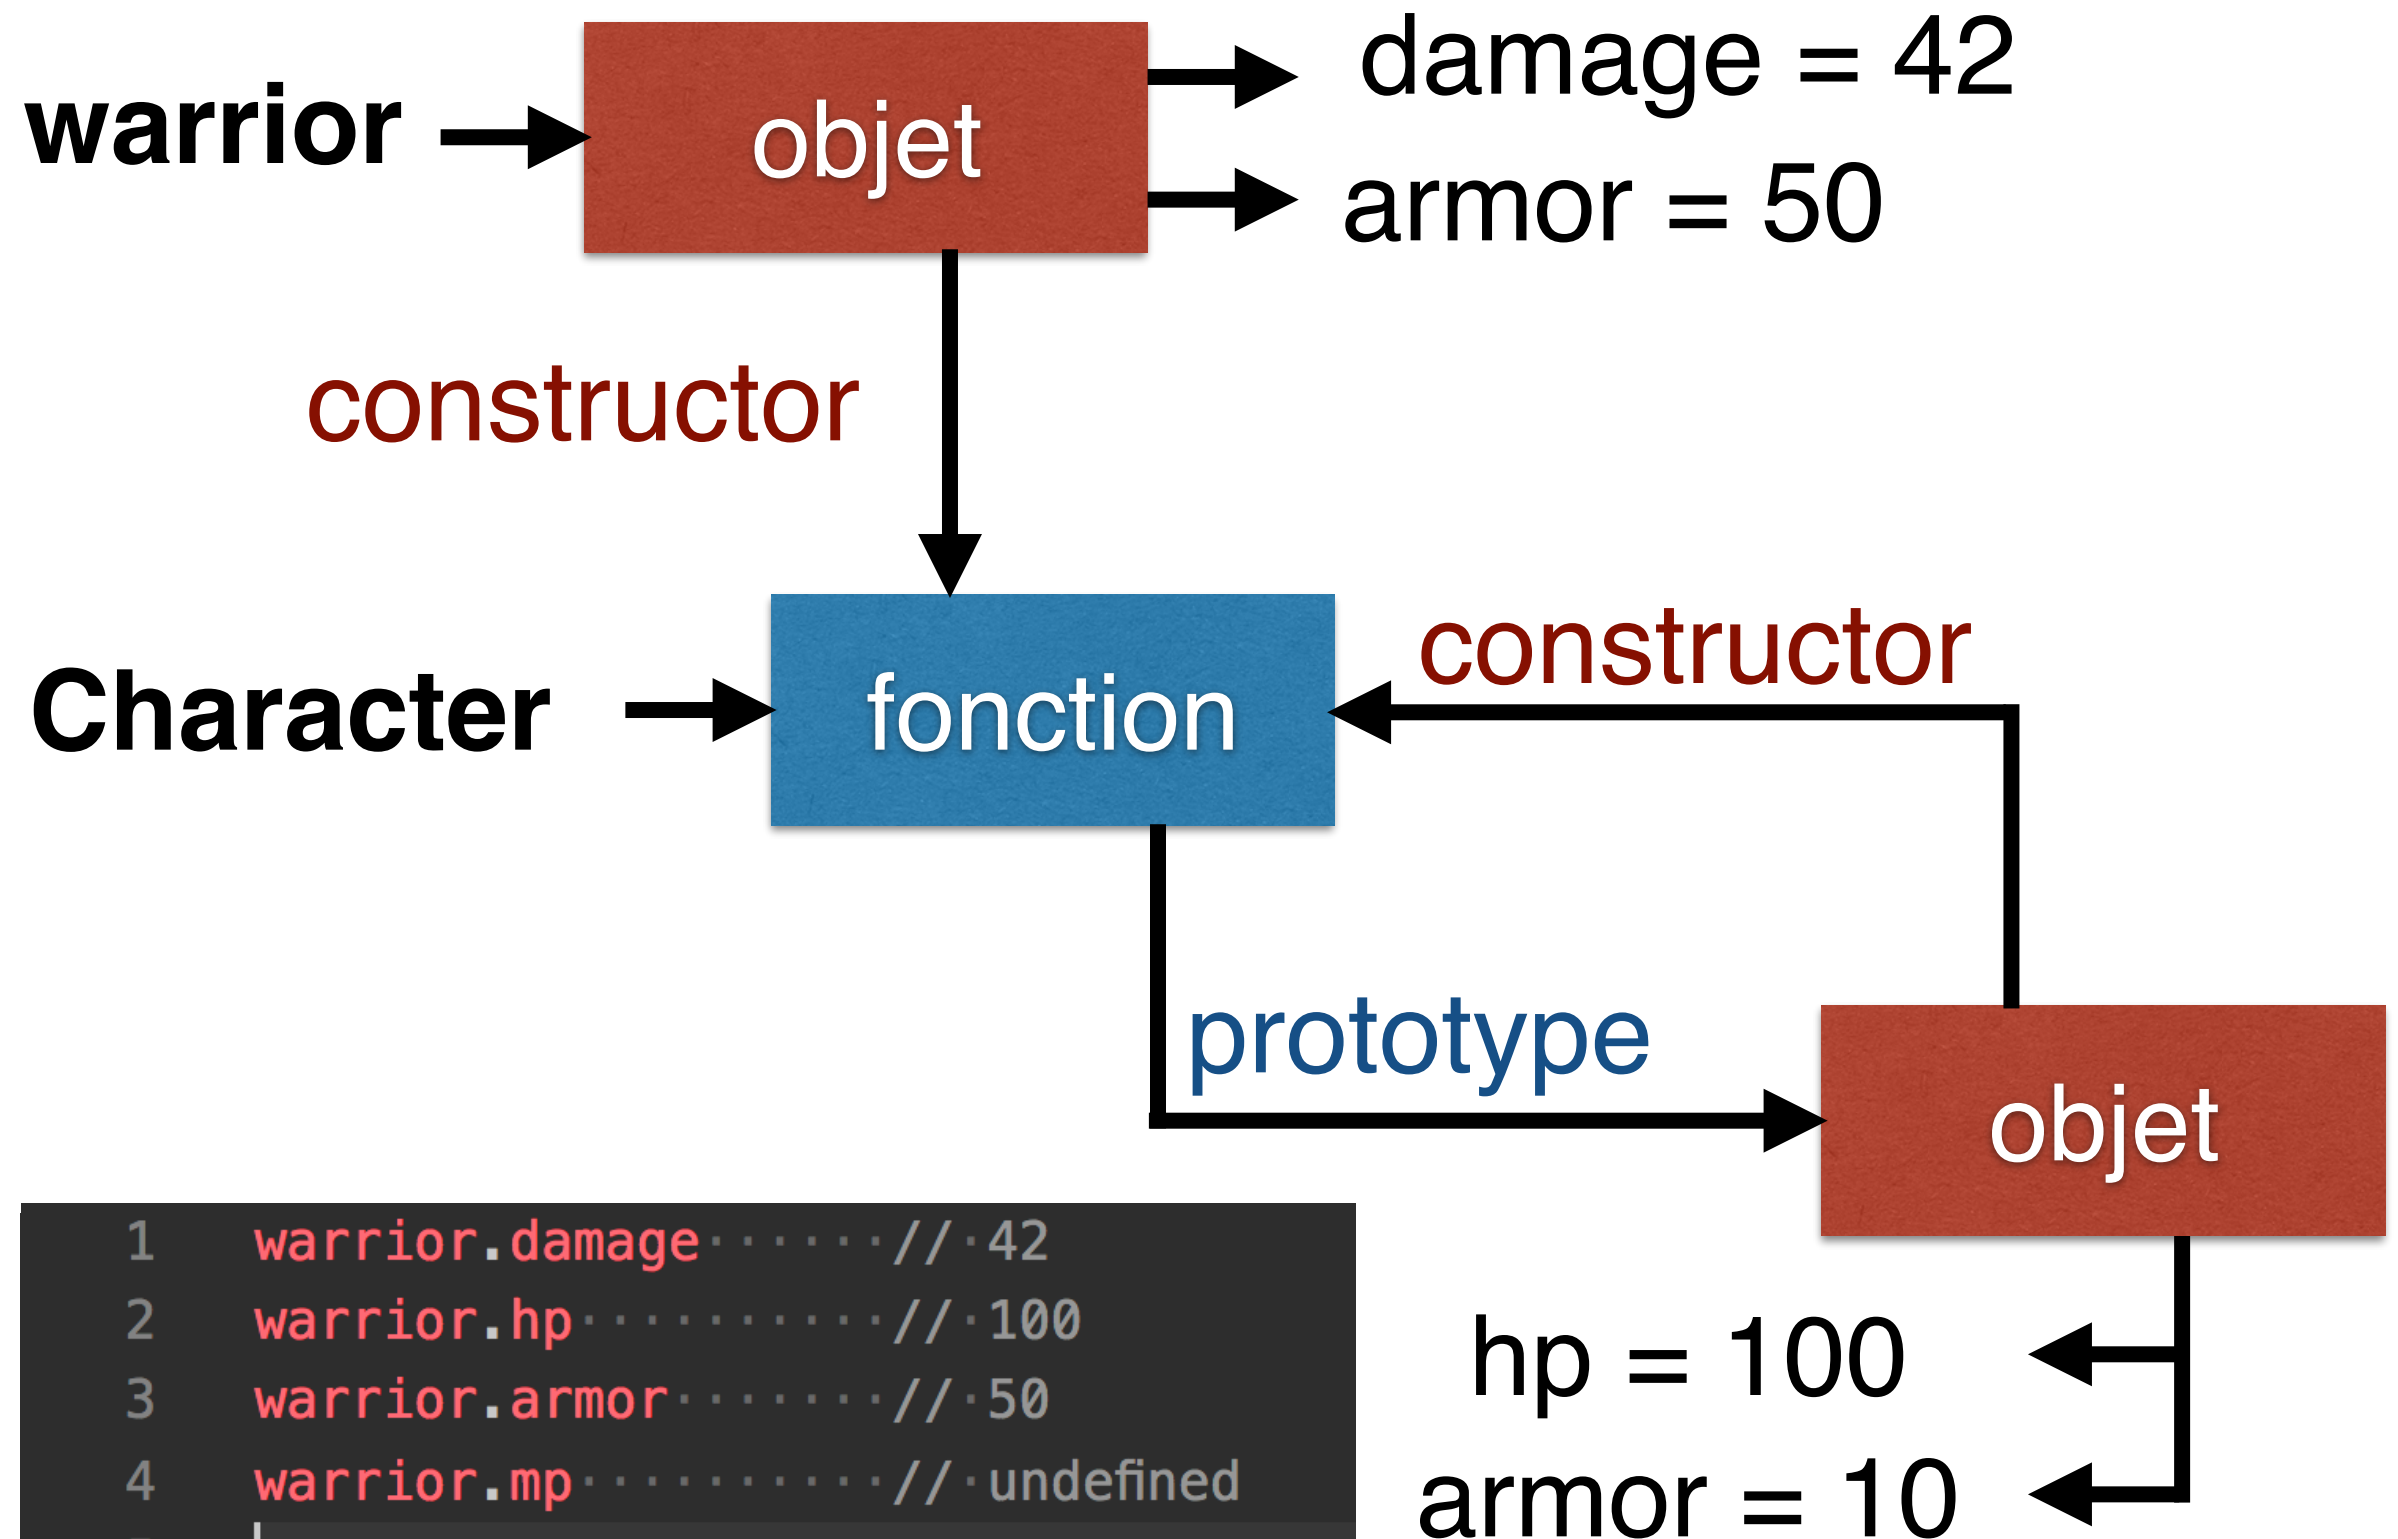 damage = 42
warrior
objet
armor = 50
constructor
constructor
Character
fonction
prototype
objet
1 warrior.damage······//·42
2 warrior.hp··········//·100
3 warrior.armor·······//·50
4 warrior.mp··········//·undefined
hp = 100
armor = 10